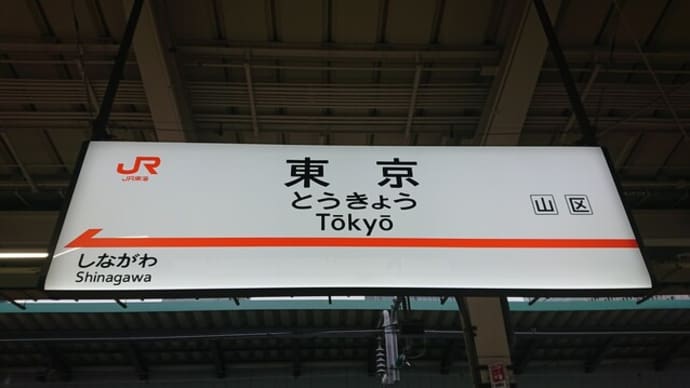 JR
JR東海
東京
とうきょう
Tōkyō
山 区
しながわ
Shinagawa